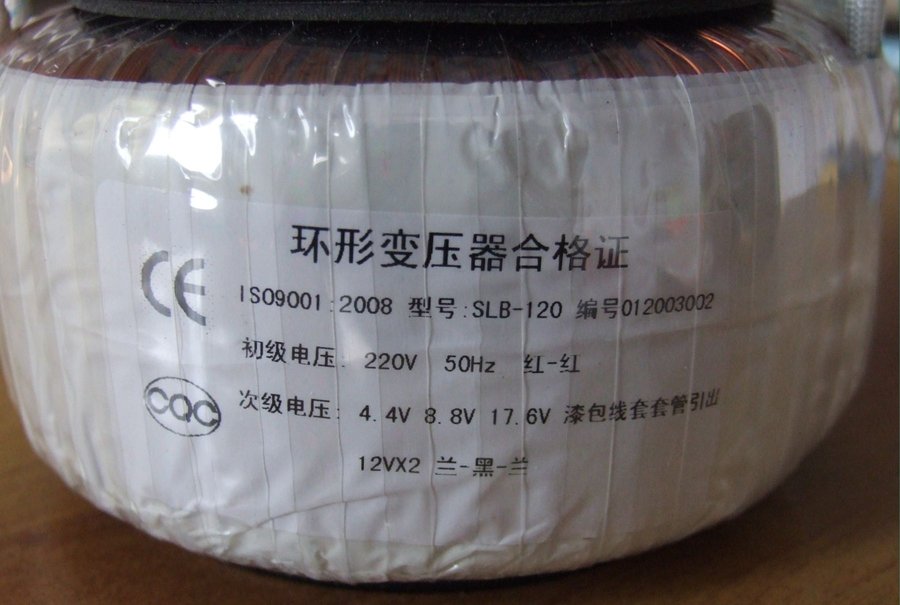 环形变压器合格证
CE
ISO9001:2008 型号:SLB-120 编号012003002
初级电压: 220V 50Hz 红-红
CQC
次级电压: 4.4V 8.8V 17.6V 漆包线套套管引出
12VX2 兰-黑-兰